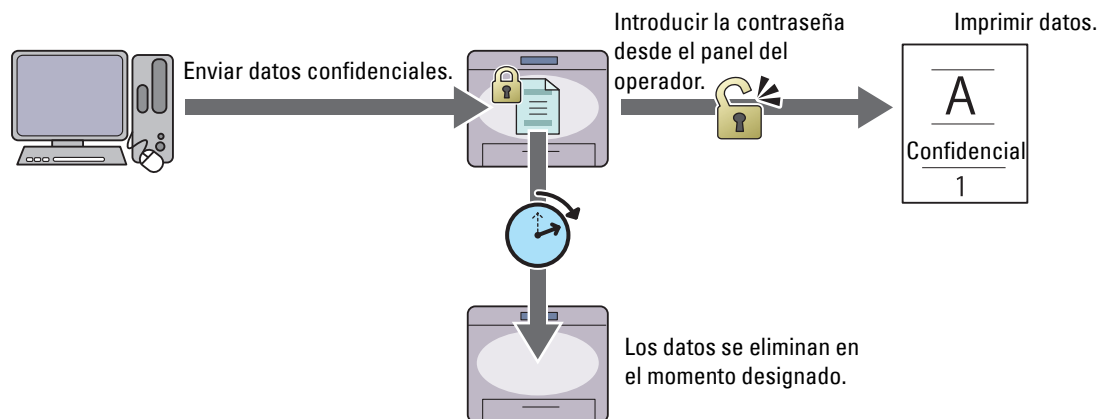 Enviar datos confidenciales.
Introducir la contraseña
desde el panel del
operador.
Imprimir datos.
A
Confidencial
1
Los datos se eliminan en
el momento designado.